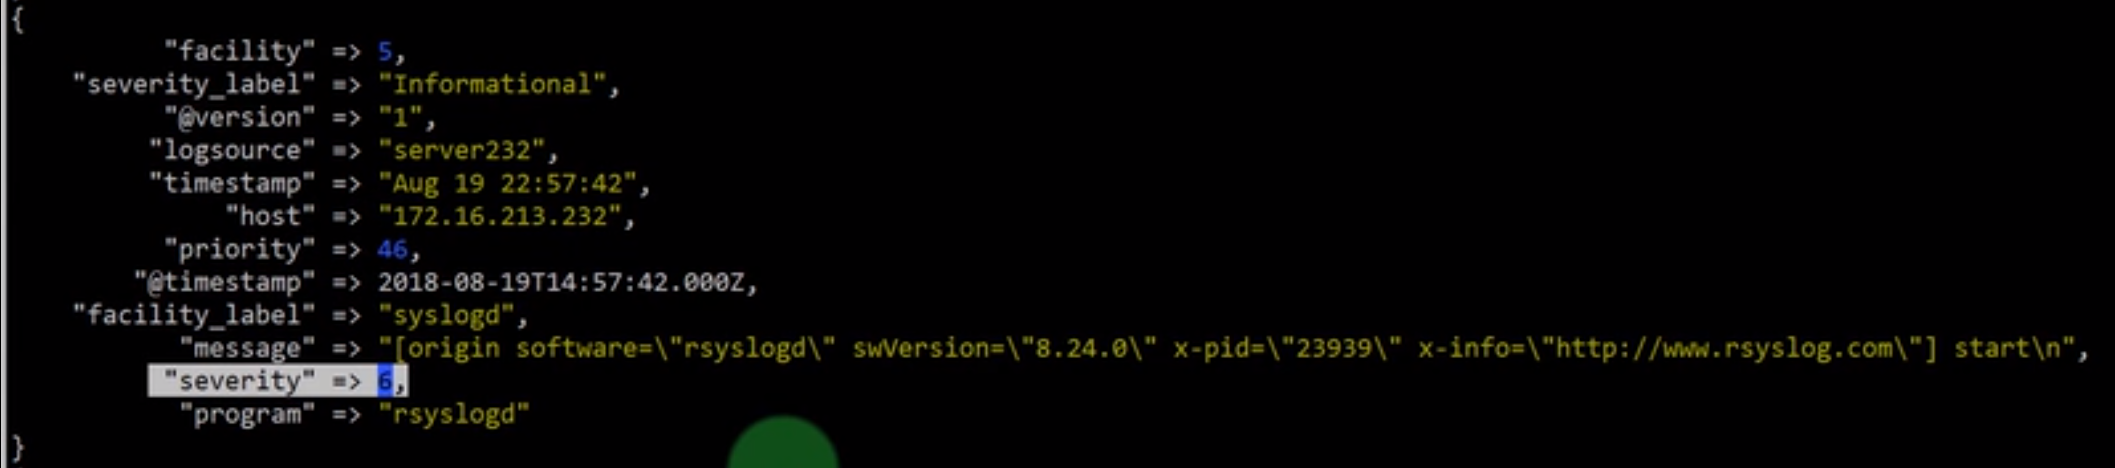 {
"facility" => 5,
"severity_label" => "Informational",
"@version" => "1",
"logsource" => "server232",
"timestamp" => "Aug 19 22:57:42",
"host" => "172.16.213.232",
"priority" => 46,
"@timestamp" => 2018-08-19T14:57:42.000Z,
"facility_label" => "syslogd",
"message" => "[origin software=\"rsyslogd\" swVersion=\"8.24.0\" x-pid=\"23939\" x-info=\"http://www.rsyslog.com\"] start\n",
"severity" => 6,
"program" => "rsyslogd"
}